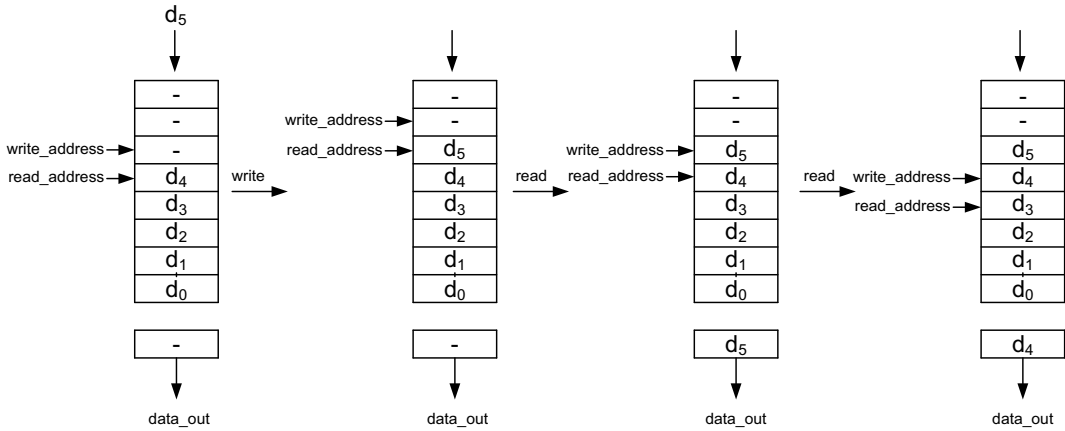 d5
-
-
write_address
-
read_address
d4
d3
d2
d1
d0
-
data_out
write
-
write_address
-
read_address
d5
d4
d3
d2
d1
d0
-
data_out
read
-
-
write_address
d5
read_address
d4
d3
d2
d1
d0
d5
data_out
read
-
-
d5
write_address
d4
read_address
d3
d2
d1
d0
d4
data_out